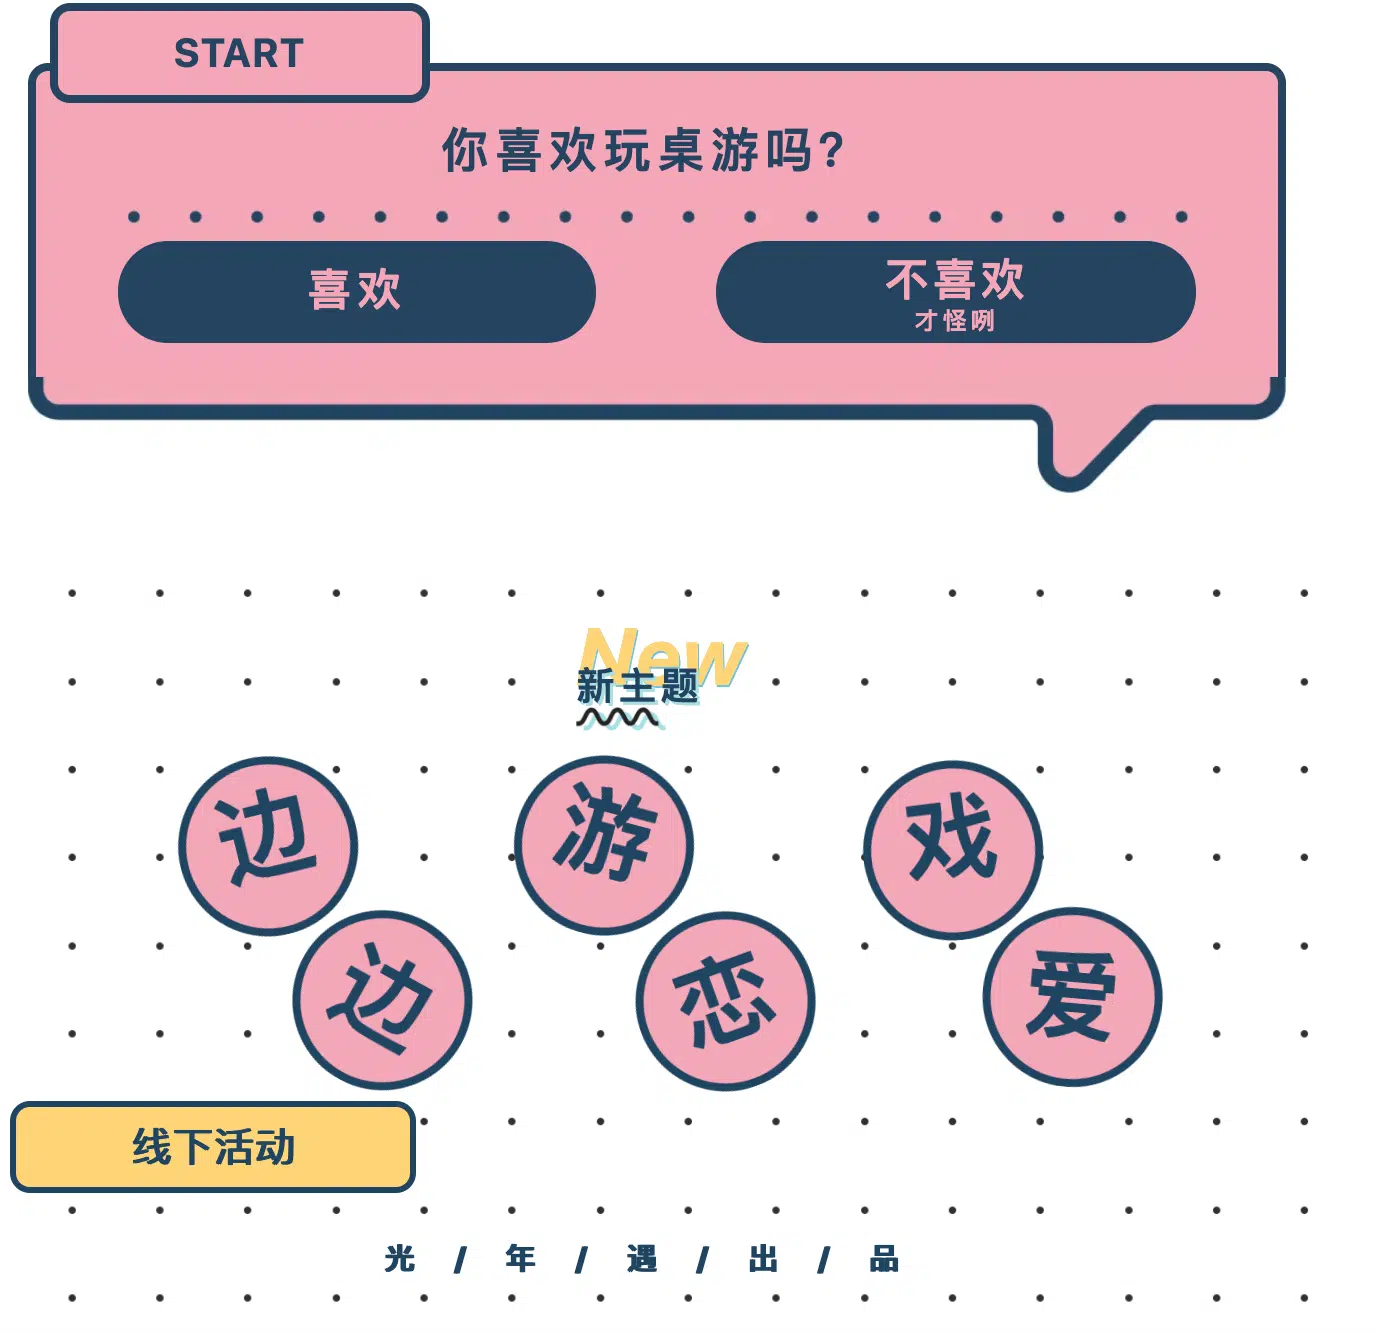 START
你喜欢玩桌游吗?
喜欢
不喜欢
才怪咧
New
新主题
边游戏
边恋爱
线下活动
光 / 年 / 遇 / 出 / 品